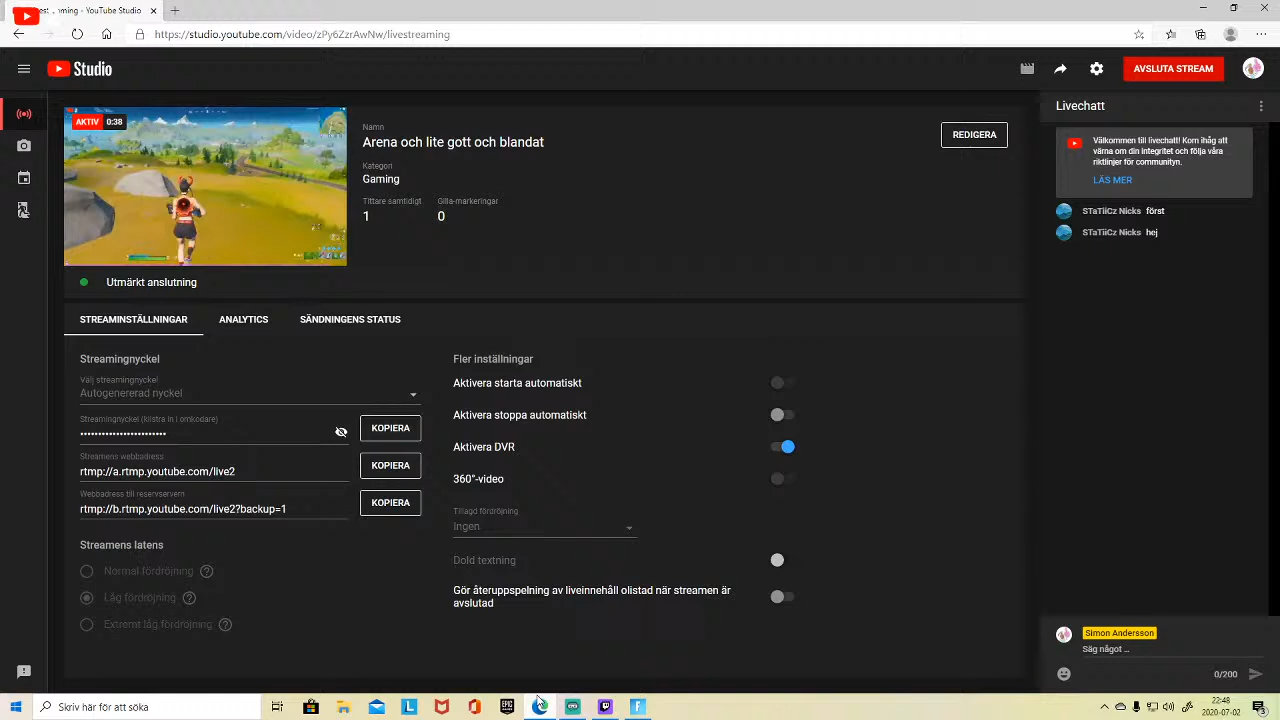 YouTube Studio
https://studio.youtube.com/video/zPy6ZzrAwNw/livestreaming
Studio
AVSLUTA STREAM
AKTIV 0:38
Namn
Arena och lite gott och blandat
Kategori
Gaming
Tittare samtidigt Gilla-markeringar
1 0
REDIGERA
Utmärkt anslutning
STREAMINSTÄLLNINGAR ANALYTICS SÄNDNINGENS STATUS
Streamingnyckel
Välj streamingnyckel
Autogenererad nyckel
Streamingnyckel (klistra in i omkodare)
•••••••••••••••••••••••• KOPIERA
Streamens webbadress
rtmp://a.rtmp.youtube.com/live2 KOPIERA
Webbadress till reservservern
rtmp://b.rtmp.youtube.com/live2?backup=1 KOPIERA
Streamens latens
Normal fördröjning
Låg fördröjning
Extremt låg fördröjning
Fler inställningar
Aktivera starta automatiskt
Aktivera stoppa automatiskt
Aktivera DVR
360°-video
Tillagd fördröjning
Ingen
Dold textning
Gör återuppspelning av liveinnehåll olistad när streamen är
avslutad
Livechatt
Välkommen till livechatt! Kom ihåg att
värna om din integritet och följa våra
riktlinjer för communityn.
LÄS MER
STaTiiCz Nicks först
STaTiiCz Nicks hej
Simon Andersson
Säg något ...
0/200
Skriv här för att söka
EPIC
22:48
2020-07-02